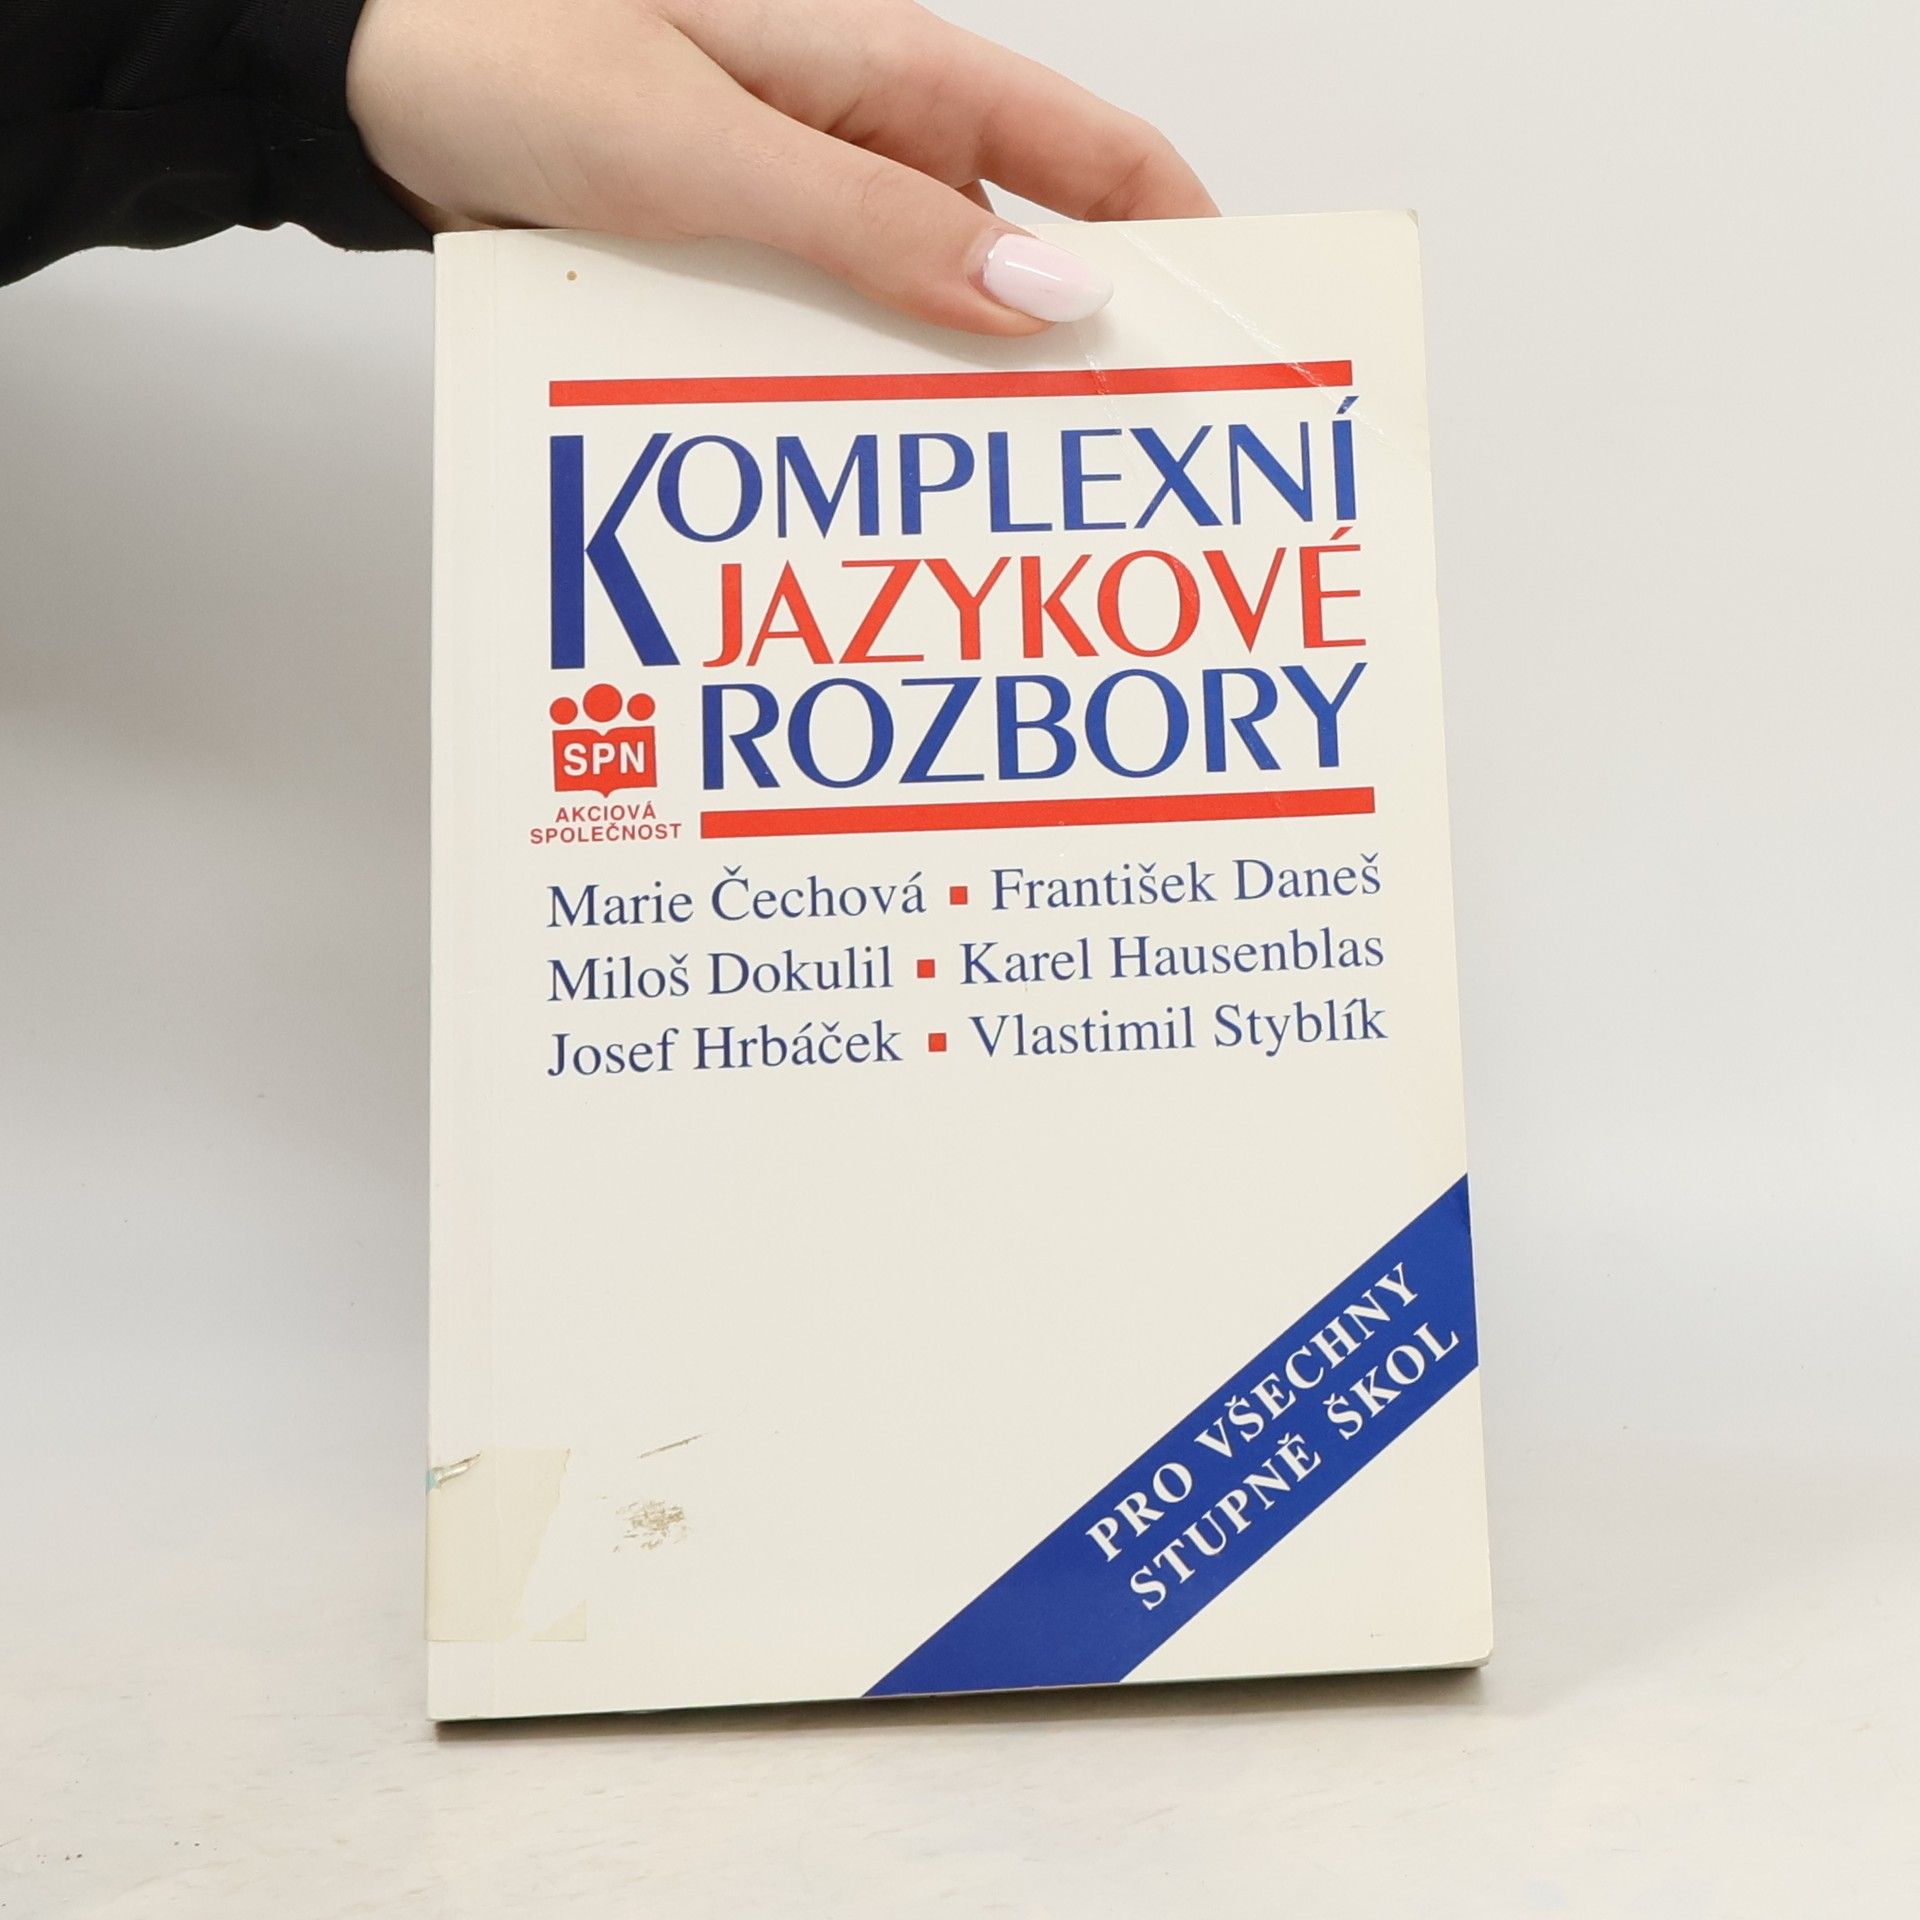 KOMPLEXNÍ
JAZYKOVÉ
ROZBORY
SPN
AKCIOVÁ
SPOLEČNOST
Marie Čechová ▪ František Daneš
Miloš Dokulil ▪ Karel Hausenblas
Josef Hrbáček ▪ Vlastimil Styblík
PRO VŠECHNY
STUPNĚ ŠKOL